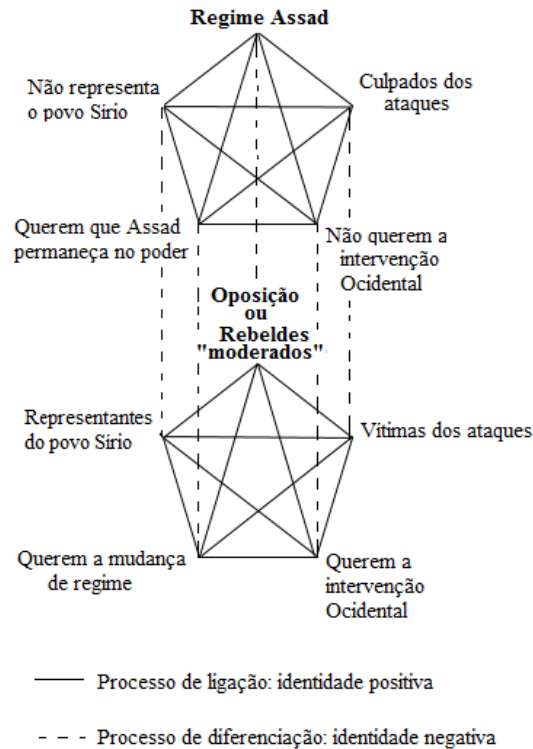 Regime Assad
Não representa
o povo Sirio
Culpados dos
ataques
Querem que Assad
permaneça no poder
Não querem a
intervenção
Ocidental
Oposição
ou
Rebeldes
"moderados"
Representantes
do povo Sirio
Vitimas dos ataques
Querem a mudança
de regime
Querem a
intervenção
Ocidental
Processo de ligação: identidade positiva
Processo de diferenciação: identidade negativa